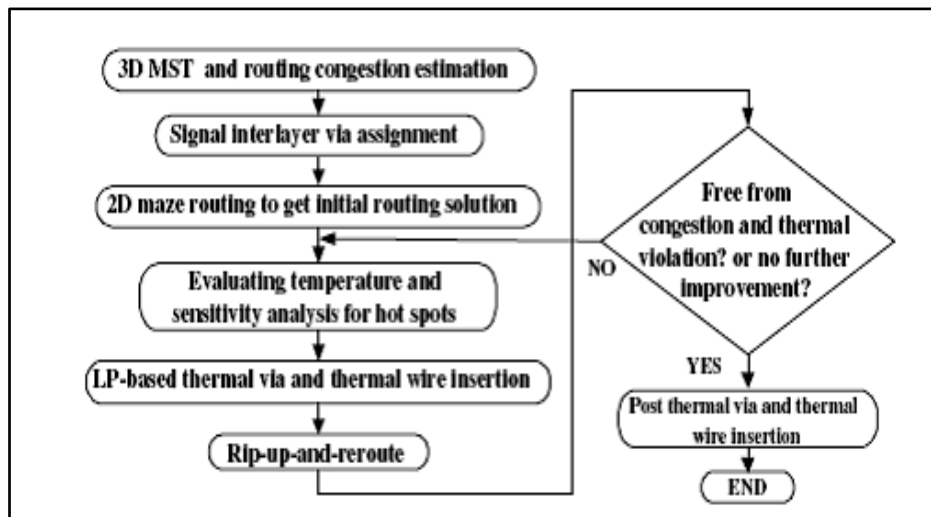 3D MST and routing congestion estimation
Signal interlayer via assignment
2D maze routing to get initial routing solution
Evaluating temperature and
sensitivity analysis for hot spots
LP-based thermal via and thermal wire insertion
Rip-up-and-reroute
Free from
congestion and thermal
violation? or no further
improvement?
NO
YES
Post thermal via and thermal
wire insertion
END